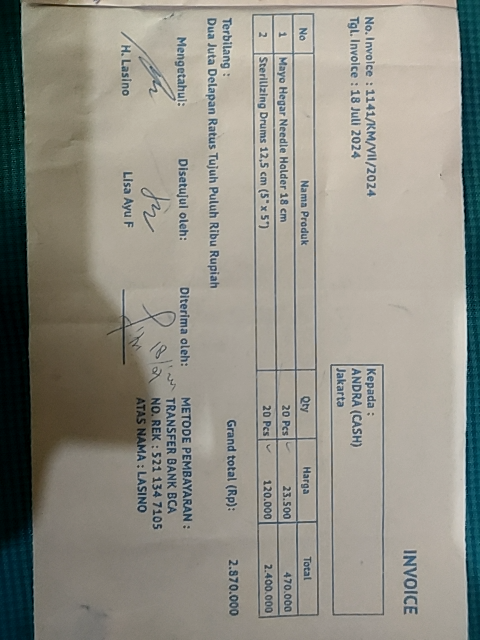 INVOICE
No. Invoice : 1141/KM/VII/2024
Tgl. Invoice : 18 Juli 2024
Kepada :
ANDRA (CASH)
Jakarta
No Nama Produk Qty Harga Total
1 Mayo Hegar Needle Holder 18 cm 20 Pcs 23.500 470.000
2 Sterilizing Drums 12,5 cm (5" x 5") 20 Pcs 120.000 2.400.000
Grand total (Rp): 2.870.000
Terbilang :
Dua Juta Delapan Ratus Tujuh Puluh Ribu Rupiah
Mengetahui: Disetujui oleh: Diterima oleh:
H. Lasino Lisa Ayu F
METODE PEMBAYARAN :
TRANSFER BANK BCA
NO. REK : 521 134 7105
ATAS NAMA : LASINO